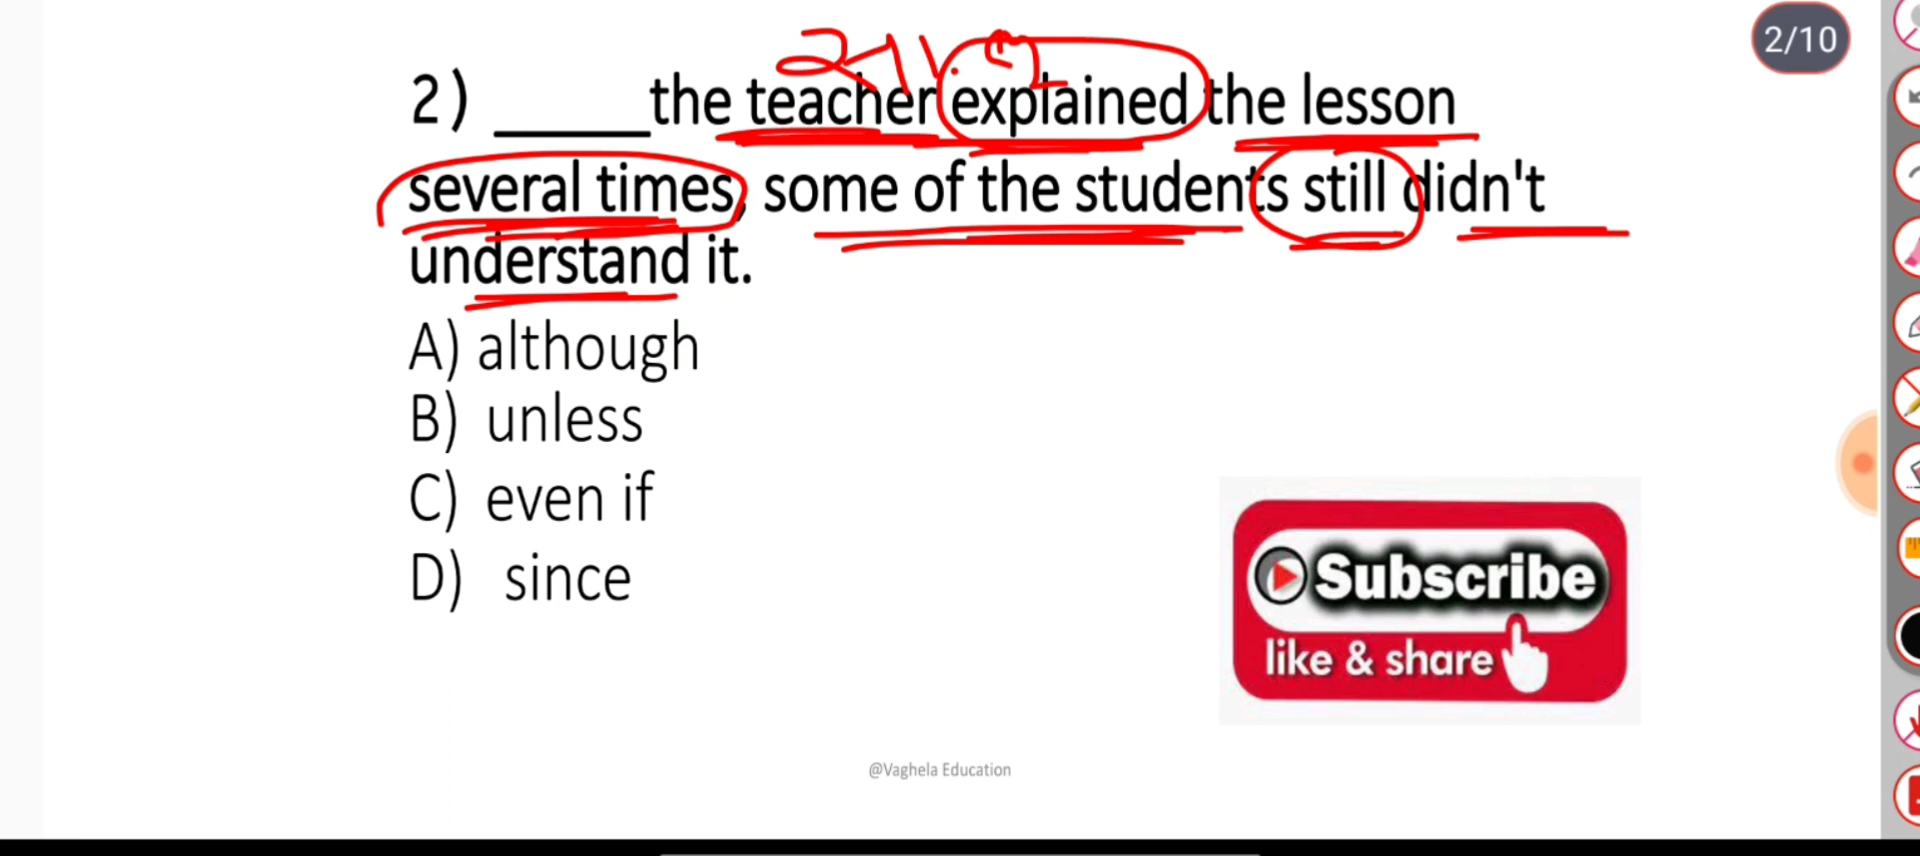 2/10
2) _____the teacher explained the lesson
several times, some of the students still didn't
understand it.
A) although
B) unless
C) even if
D) since
Subscribe
like & share
@Vaghela Education